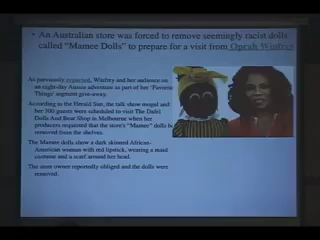 • An Australian store was forced to remove seemingly racist dolls
called "Mamee Dolls" to prepare for a visit from Oprah Winfrey
As previously reported, Winfrey and her audience on
an eight-day Aussie adventure as part of her 'Favorite
Things' segment give-away.
According to the Herald Sun, the talk show mogul and
her 300 guests were scheduled to visit The
Dolls And Bear Shop in Melbourne when her
producers requested that the store's "Mamee" dolls be
removed from the shelves.
The Mamee dolls show a dark skinned African-
American woman with red lipstick, wearing a maid
costume and a scarf around her head.
The store owner reportedly obliged and the dolls were
removed.